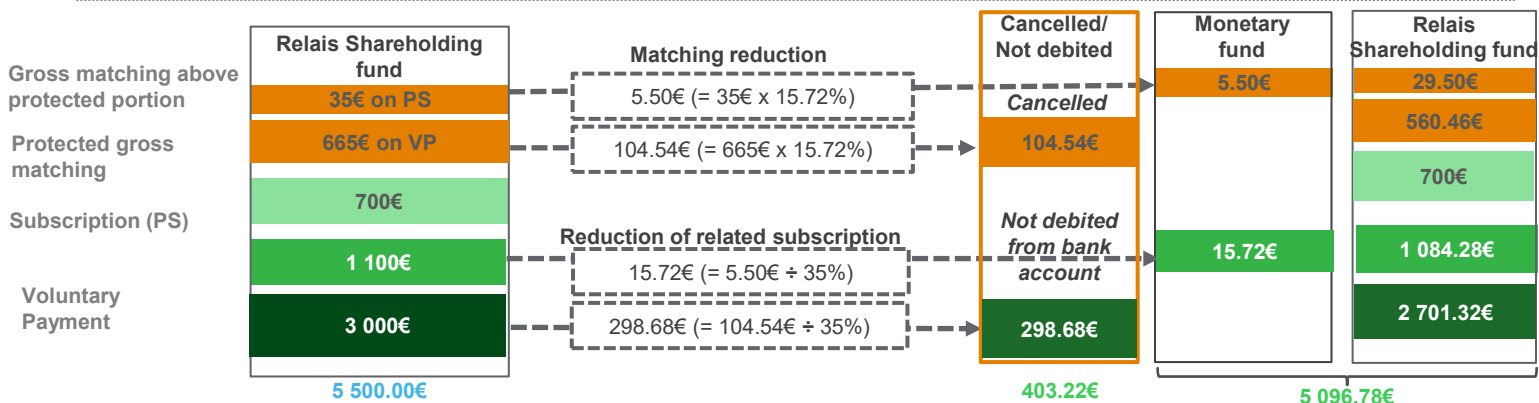 Relais Shareholding
fund
Matching reduction
Cancelled/
Not debited
Monetary
fund
Relais
Shareholding fund
Gross matching above
protected portion
35€ on PS
5.50€ (= 35€ x 15.72%)
Cancelled
5.50€
29.50€
Protected gross
matching
665€ on VP
104.54€ (= 665€ x 15.72%)
104.54€
560.46€
700€
700€
Subscription (PS)
Reduction of related subscription
Not debited
from bank
account
1 100€
15.72€ (= 5.50€ ÷ 35%)
15.72€
1 084.28€
Voluntary
Payment
3 000€
298.68€ (= 104.54€ ÷ 35%)
298.68€
2 701.32€
5 500.00€
403.22€
5 096.78€